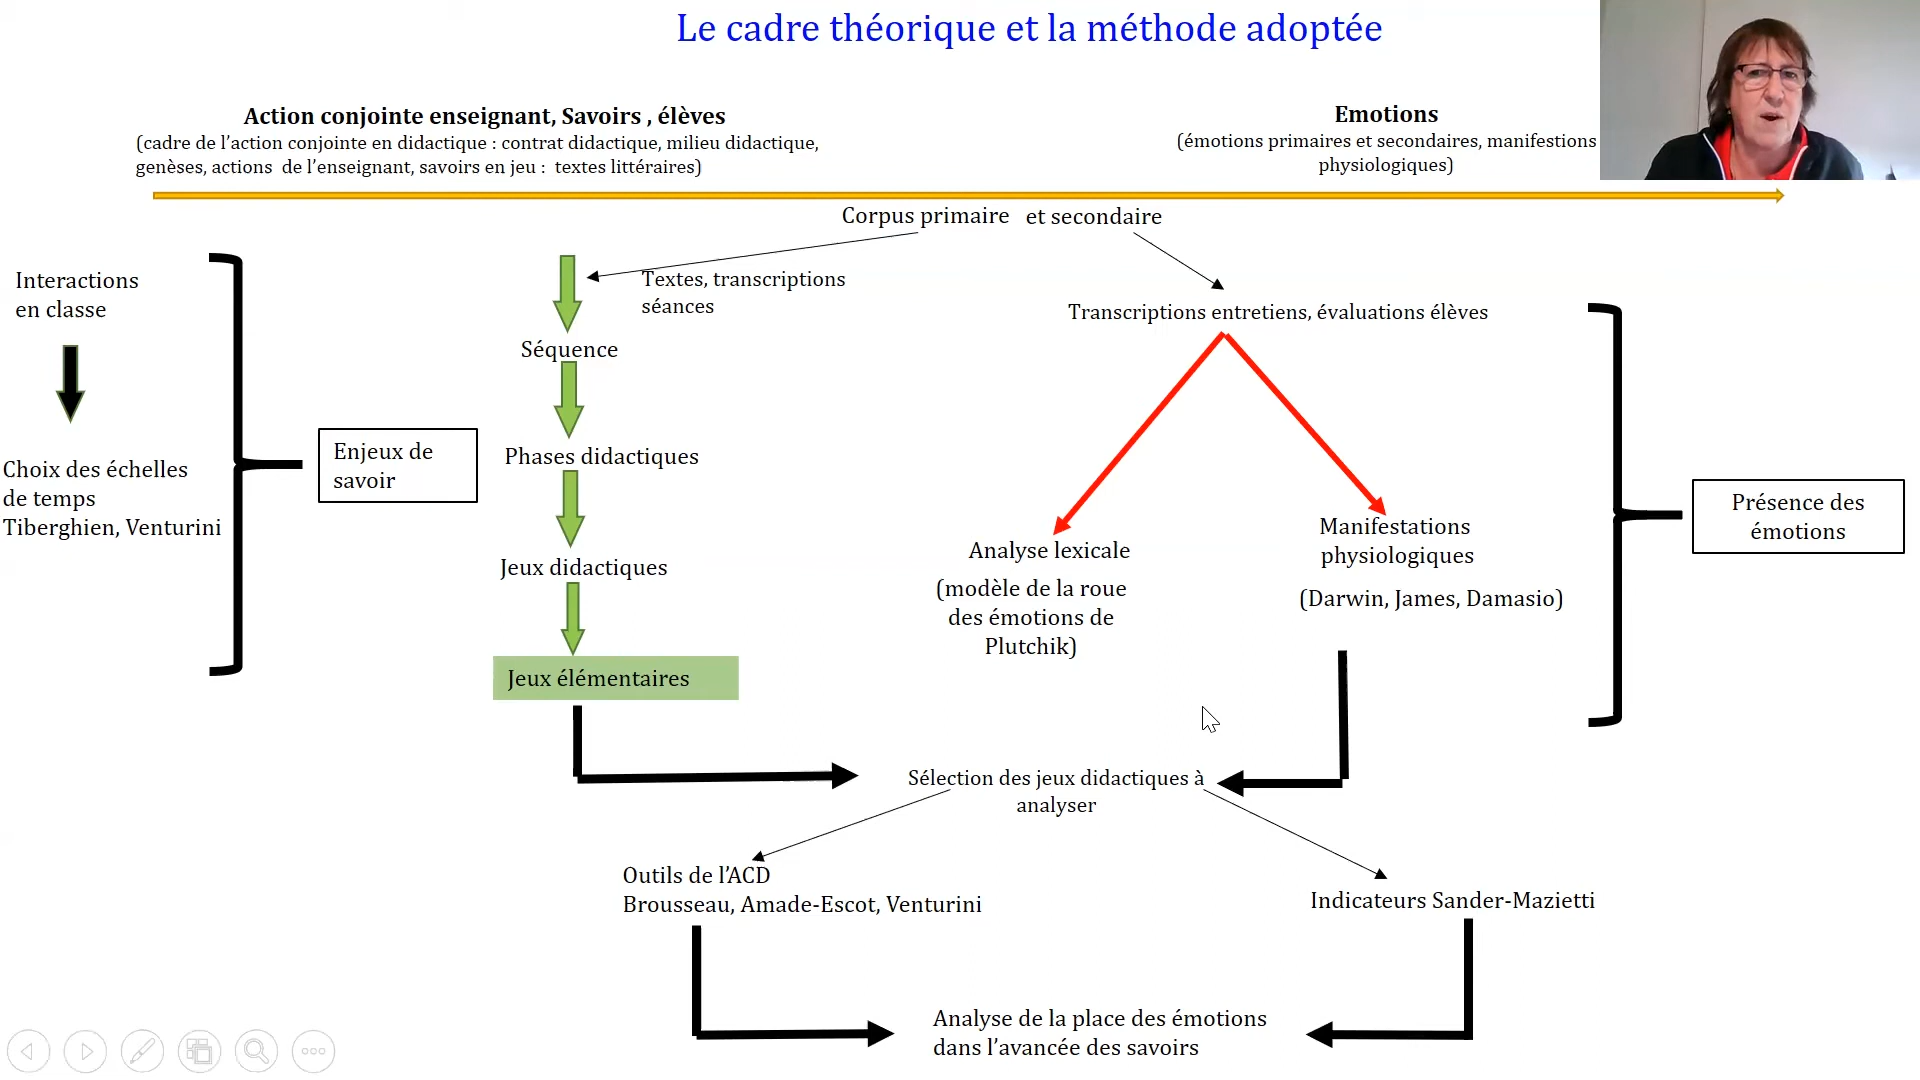 Le cadre théorique et la méthode adoptée
Action conjointe enseignant, Savoirs , élèves
(cadre de l'action conjointe en didactique : contrat didactique, milieu didactique,
genèses, actions de l'enseignant, savoirs en jeu : textes littéraires)
Emotions
(émotions primaires et secondaires, manifestions
physiologiques)
Corpus primaire et secondaire
Interactions
en classe
Choix des échelles
de temps
Tiberghien, Venturini
Enjeux de
savoir
Textes, transcriptions
séances
Séquence
Phases didactiques
Jeux didactiques
Jeux élémentaires
Transcriptions entretiens, évaluations élèves
Analyse lexicale
(modèle de la roue
des émotions de
Plutchik)
Manifestations
physiologiques
(Darwin, James, Damasio)
Présence des
émotions
Sélection des jeux didactiques à
analyser
Outils de l'ACD
Brousseau, Amade-Escot, Venturini
Indicateurs Sander-Mazietti
Analyse de la place des émotions
dans l'avancée des savoirs